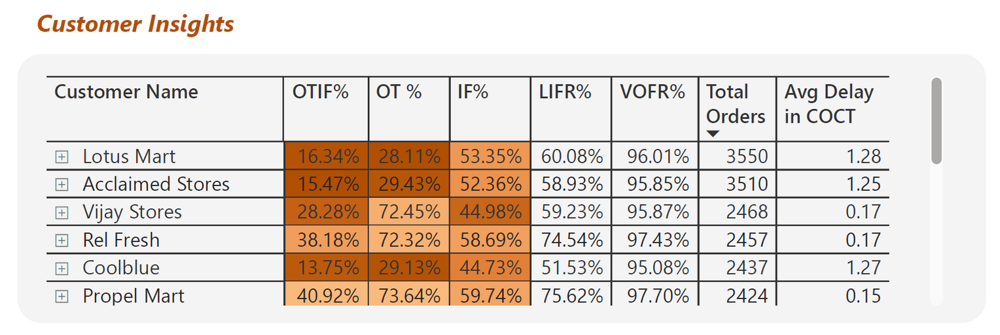 Customer Insights
Customer Name OTIF% OT % IF% LIFR% VOFR% Total Orders Avg Delay in COCT
Lotus Mart 16.34% 28.11% 53.35% 60.08% 96.01% 3550 1.28
Acclaimed Stores 15.47% 29.43% 52.36% 58.93% 95.85% 3510 1.25
Vijay Stores 28.28% 72.45% 44.98% 59.23% 95.87% 2468 0.17
Rel Fresh 38.18% 72.32% 58.69% 74.54% 97.43% 2457 0.17
Coolblue 13.75% 29.13% 44.73% 51.53% 95.08% 2437 1.27
Propel Mart 40.92% 73.64% 59.74% 75.62% 97.70% 2424 0.15